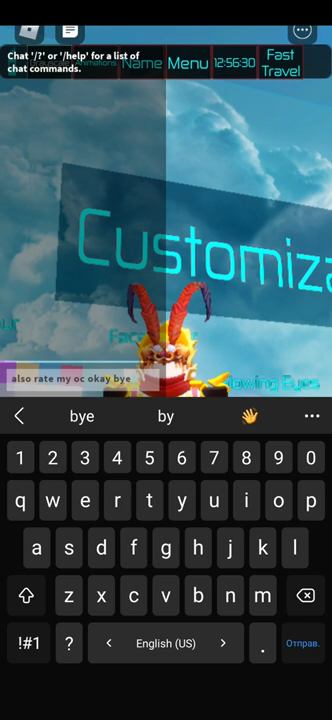 Chat '/?' or '/help' for a list of
chat commands.
Animations
Name
Menu
12:56:30
Fast
Travel
Customiza
Face
Glowing Eyes
also rate my oc okay bye
bye
by
👋
1 2 3 4 5 6 7 8 9 0
q w e r t y u i o p
a s d f g h j k l
z x c v b n m
!#1 ? English (US) . Отправ.